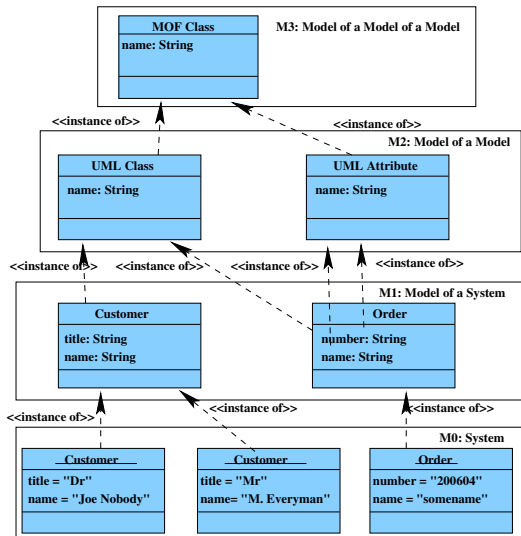 MOF Class
M3: Model of a Model of a Model
name: String
<<instance of>>
<<instance of>>
M2: Model of a Model
UML Class
UML Attribute
name: String
name: String
<<instance of>>
<<instance of>>
<<instance of>>
<<instance of>>
M1: Model of a System
Customer
Order
title: String
name: String
number: String
name: String
<<instance of>>
<<instance of>>
<<instance of>>
M0: System
Customer
title = "Dr"
name = "Joe Nobody"
Customer
title = "Mr"
name= "M. Everyman"
Order
number = "200604"
name = "somename"